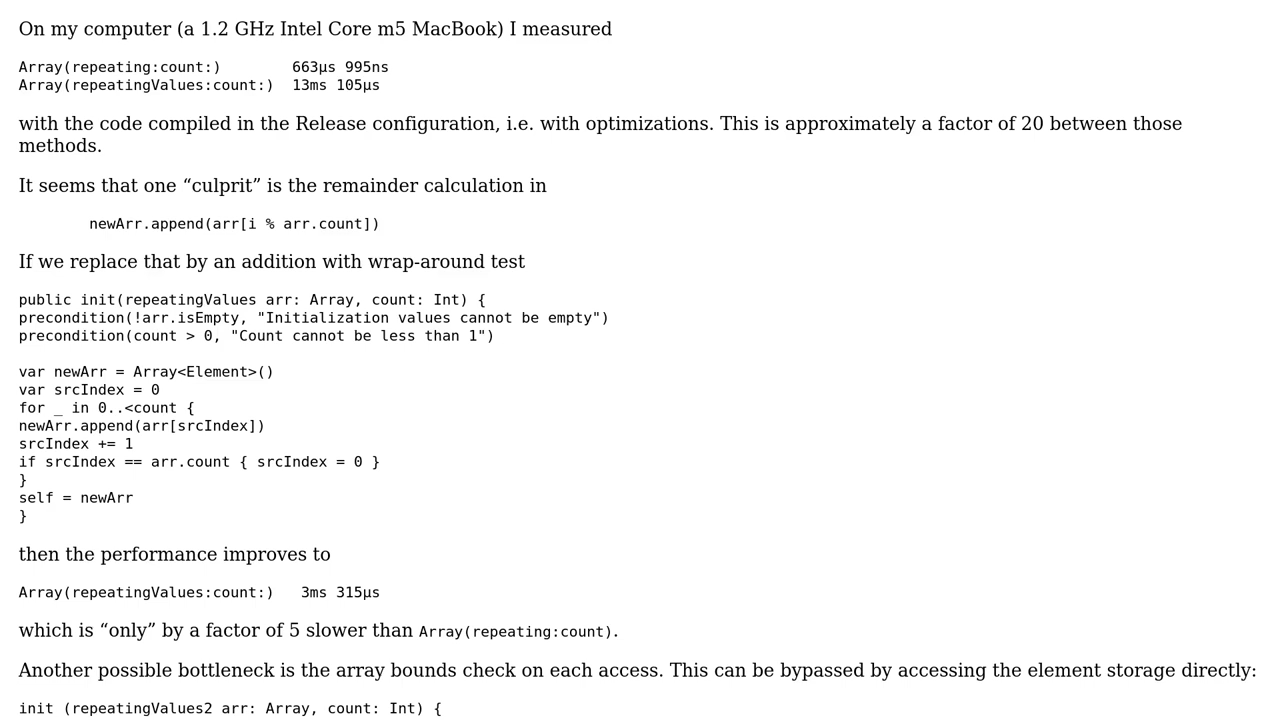 On my computer (a 1.2 GHz Intel Core m5 MacBook) I measured
Array(repeating:count:)        663µs 995ns
Array(repeatingValues:count:)  13ms 105µs
with the code compiled in the Release configuration, i.e. with optimizations. This is approximately a factor of 20 between those
methods.
It seems that one “culprit” is the remainder calculation in
        newArr.append(arr[i % arr.count])
If we replace that by an addition with wrap-around test
public init(repeatingValues arr: Array, count: Int) {
precondition(!arr.isEmpty, "Initialization values cannot be empty")
precondition(count > 0, "Count cannot be less than 1")
var newArr = Array<Element>()
var srcIndex = 0
for _ in 0..<count {
newArr.append(arr[srcIndex])
srcIndex += 1
if srcIndex == arr.count { srcIndex = 0 }
}
self = newArr
}
then the performance improves to
Array(repeatingValues:count:)   3ms 315µs
which is “only” by a factor of 5 slower than Array(repeating:count).
Another possible bottleneck is the array bounds check on each access. This can be bypassed by accessing the element storage directly:
init (repeatingValues2 arr: Array, count: Int) {